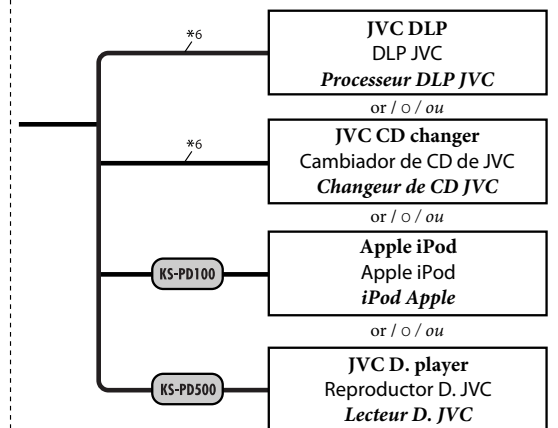 *6
JVC DLP
DLP JVC
Processeur DLP JVC
or / o / ou
*6
JVC CD changer
Cambiador de CD de JVC
Changeur de CD JVC
or / o / ou
KS-PD100
Apple iPod
Apple iPod
iPod Apple
or / o / ou
KS-PD500
JVC D. player
Reproductor D. JVC
Lecteur D. JVC